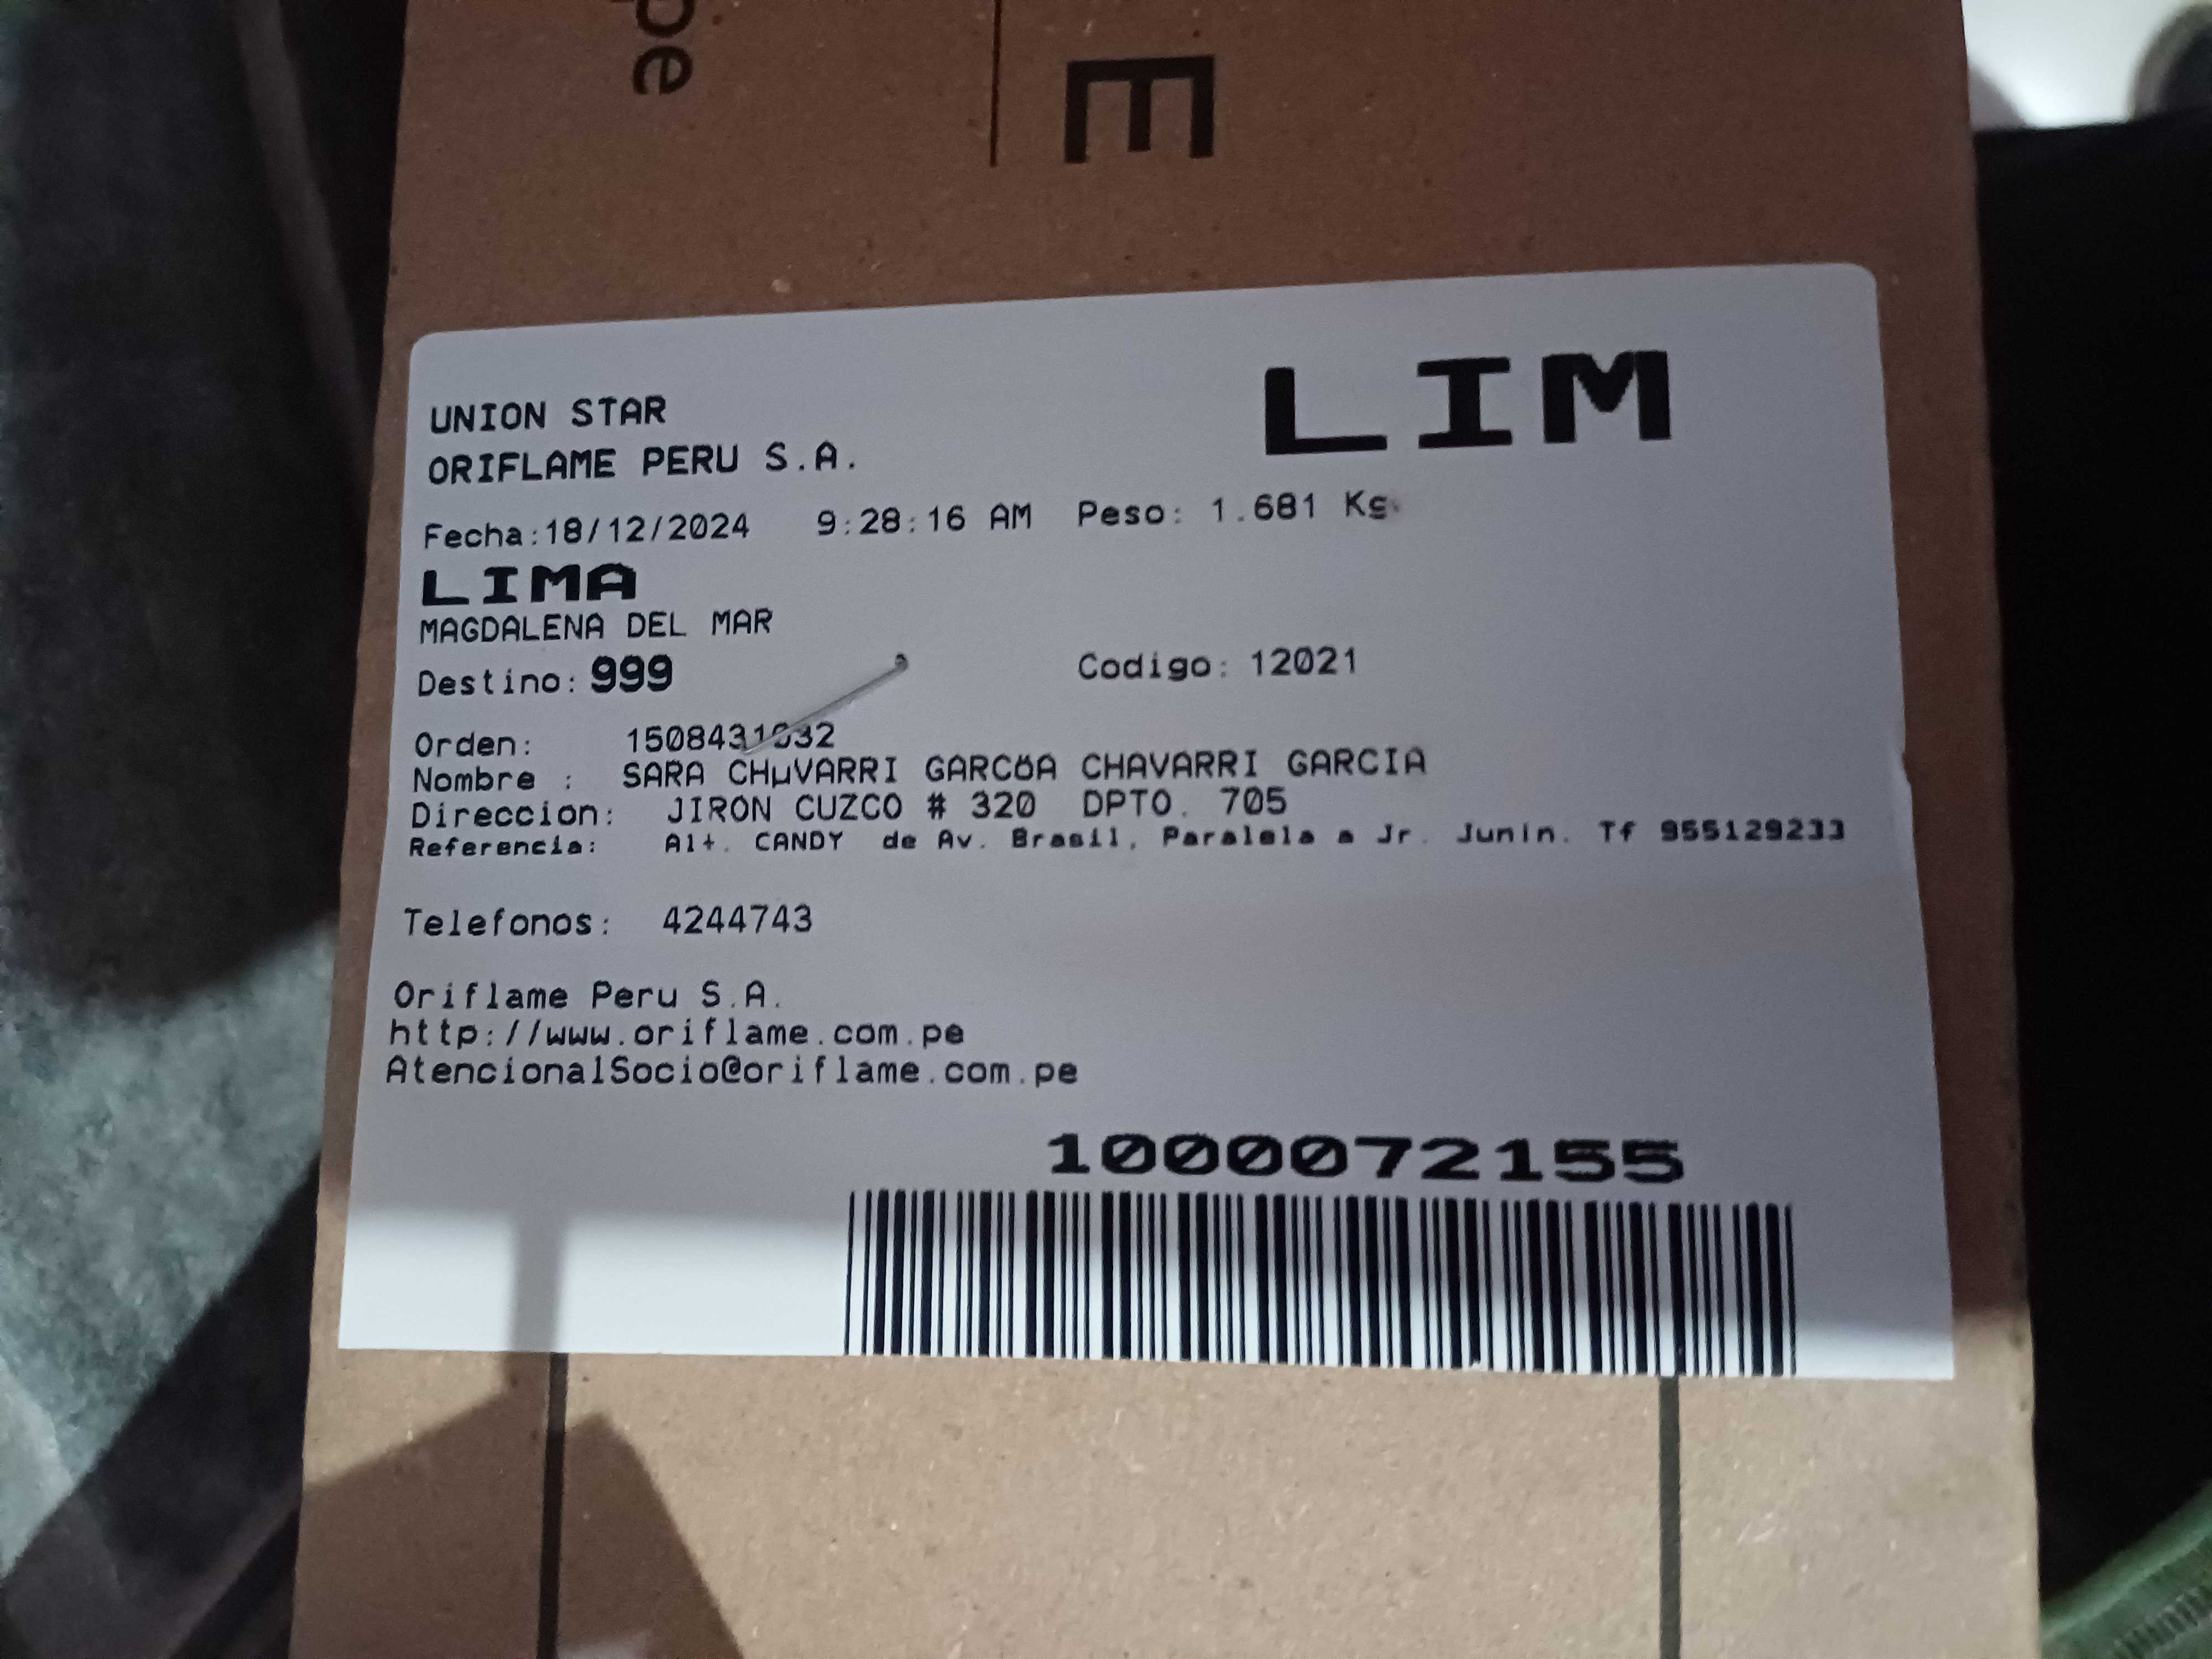 pe
E
LIM
UNION STAR
ORIFLAME PERU S.A.
Fecha:18/12/2024 9:28:16 AM Peso: 1.681 Kg
LIMA
MAGDALENA DEL MAR
Destino: 999 Codigo: 12021
Orden:
Nombre : SARA CHµVARRI GARCÖA CHAVARRI GARCIA
Direccion: JIRON CUZCO # 320 DPTO. 705
Referencia: Alt. CANDY de Av. Brasil, Paralela a Jr. Junin. Tf 955129233
Telefonos: 4244743
Oriflame Peru S.A.
http://www.oriflame.com.pe
AtencionalSocio@oriflame.com.pe
1000072155